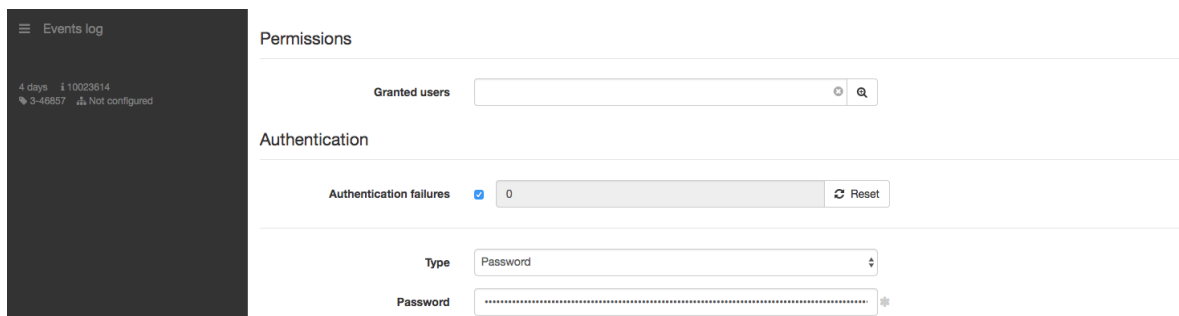 Events log
4 days 10023614
3-46857 Not configured
Permissions
Granted users
Authentication
Authentication failures 0 Reset
Type Password
Password